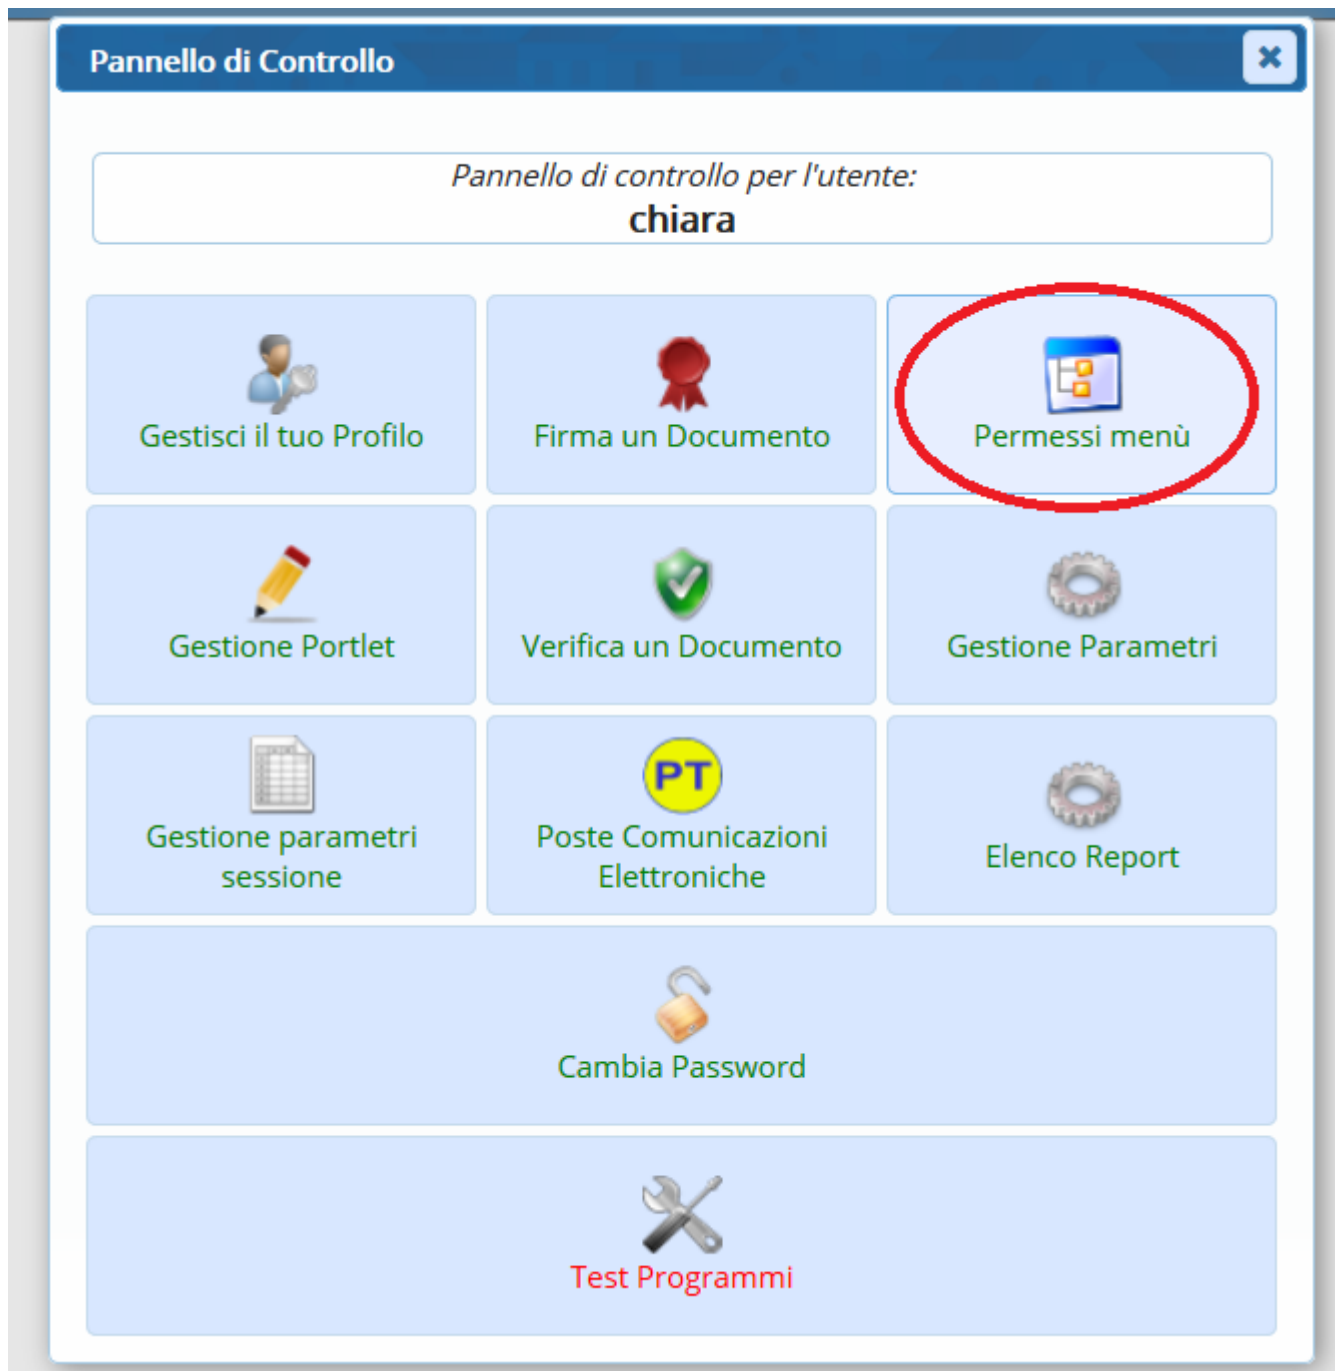 Pannello di Controllo
Pannello di controllo per l'utente:
chiara
Gestisci il tuo Profilo
Firma un Documento
Permessi menù
Gestione Portlet
Verifica un Documento
Gestione Parametri
Gestione parametri
sessione
PT
Poste Comunicazioni
Elettroniche
Elenco Report
Cambia Password
Test Programmi